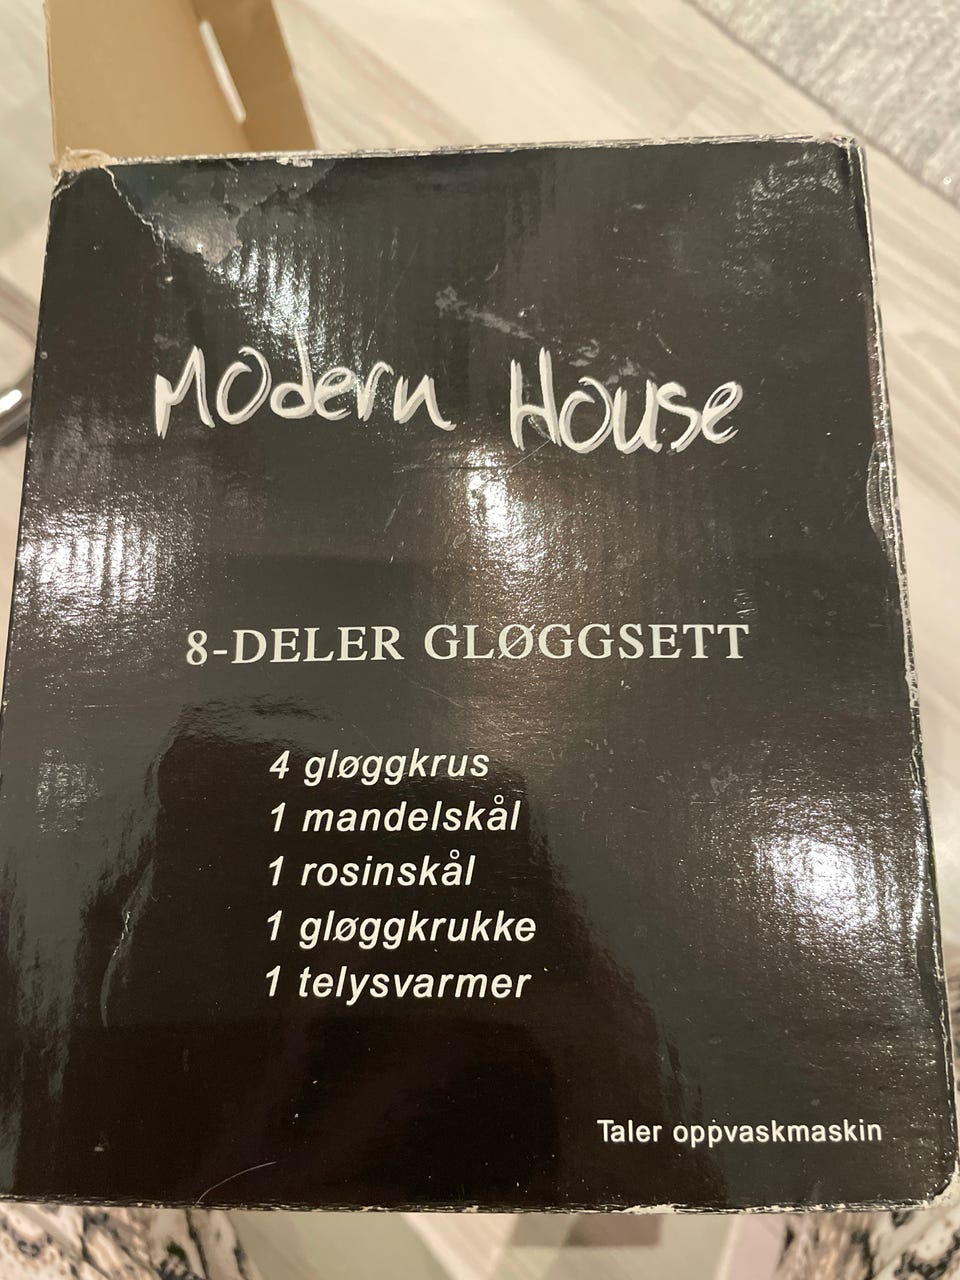 Modern House
8-DELER GLØGGSETT
4 gløggkrus
1 mandelskål
1 rosinskål
1 gløggkrukke
1 telysvarmer
Taler oppvaskmaskin